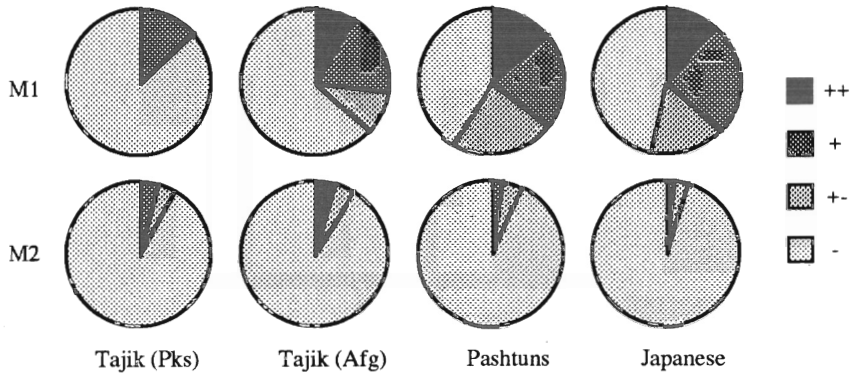 M1
++
+
+-
-
M2
Tajik (Pks) Tajik (Afg) Pashtuns Japanese